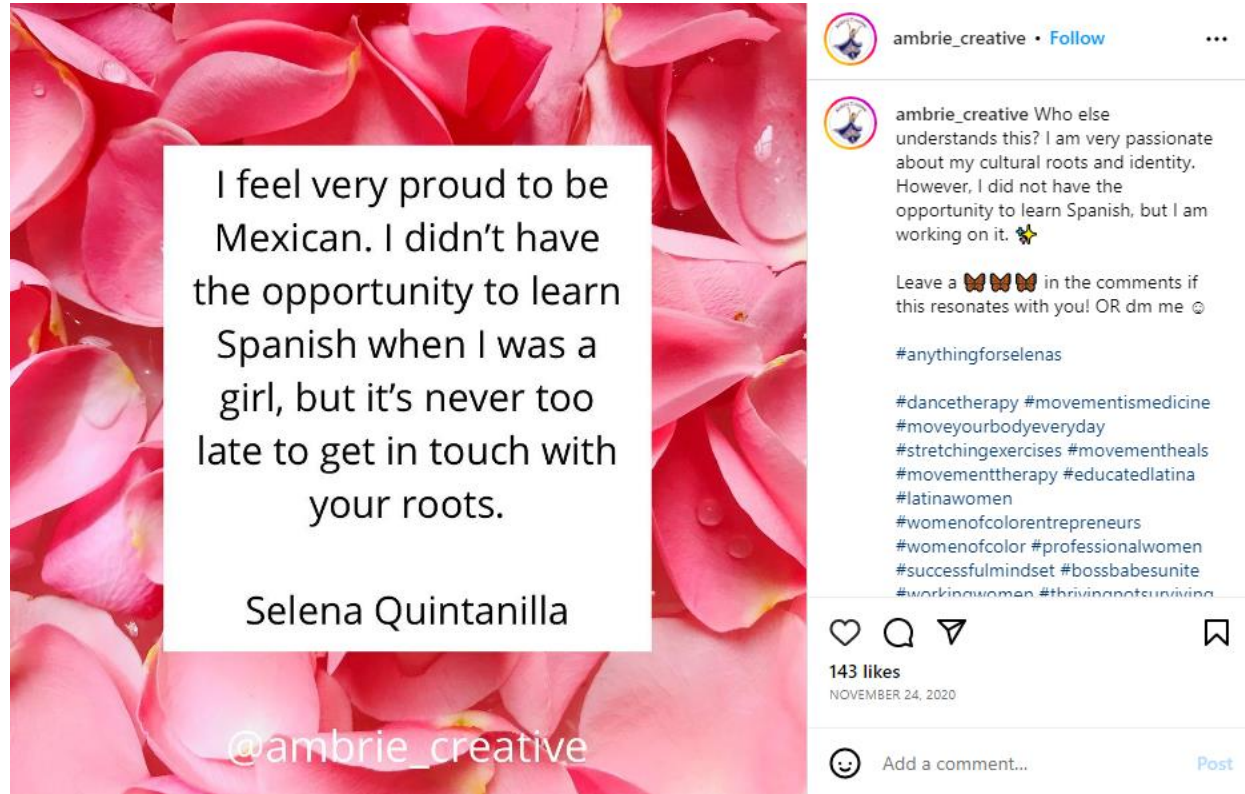 I feel very proud to be
Mexican. I didn't have
the opportunity to learn
Spanish when I was a
girl, but it's never too
late to get in touch with
your roots.
Selena Quintanilla
@ambrie_creative
ambrie_creative • Follow
ambrie_creative Who else
understands this? I am very passionate
about my cultural roots and identity.
However, I did not have the
opportunity to learn Spanish, but I am
working on it. ✨
Leave a 🦋🦋🦋 in the comments if
this resonates with you! OR dm me ☺
#anythingforselenas
#dancetherapy #movementismedicine
#moveyourbodyeveryday
#stretchingexercises #movementheals
#movementtherapy #educatedlatina
#latinawomen
#womenofcolorentrepreneurs
#womenofcolor #professionalwomen
#successfulmindset #bossbabesunite
#workingwomen #thrivingnotsurviving
143 likes
NOVEMBER 24, 2020
Add a comment...
Post